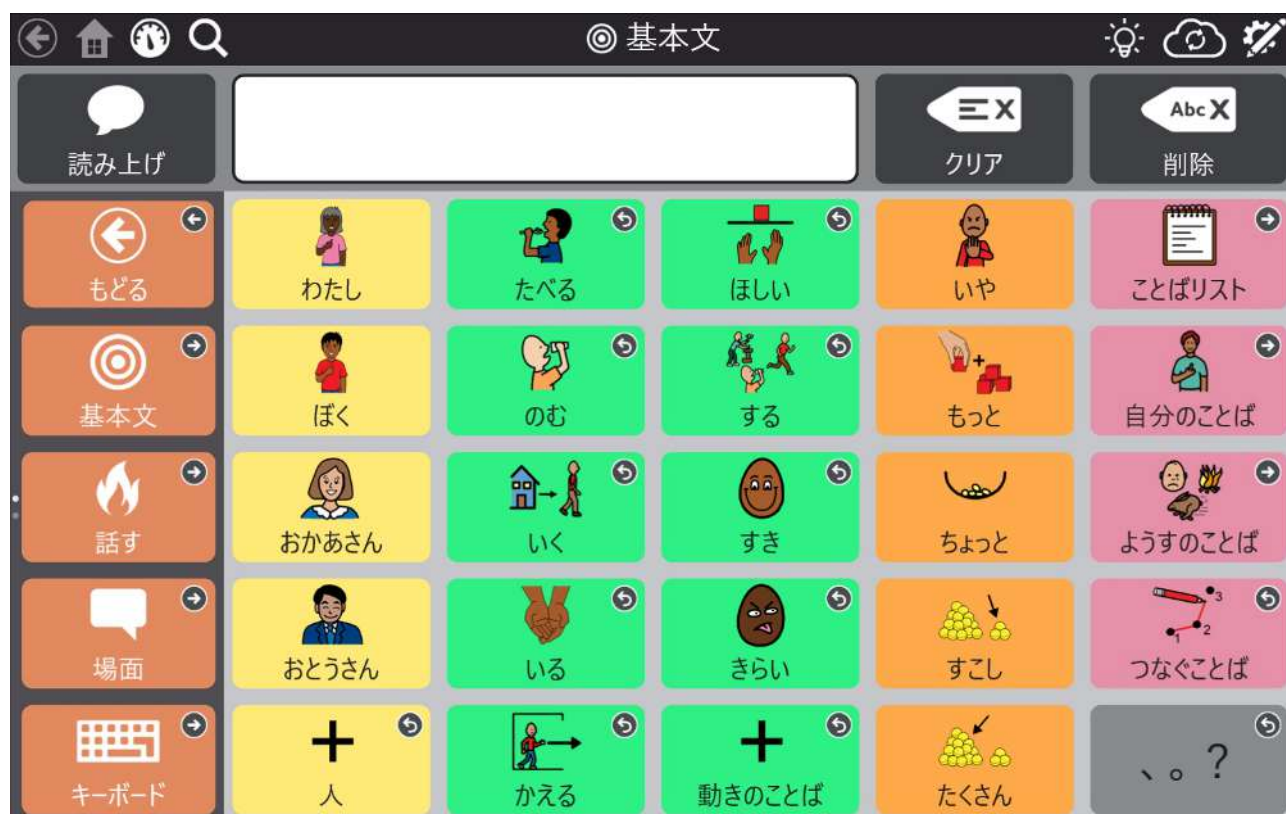 基本文
読み上げ
クリア
Abc
削除
もどる
わたし
たべる
ほしい
いや
ことばリスト
基本文
ぼく
のむ
する
もっと
自分のことば
話す
おかあさん
いく
すき
ちょっと
ようすのことば
場面
おとうさん
いる
きらい
すこし
1 2 3
つなぐことば
キーボード
人
かえる
動きのことば
たくさん
、。?